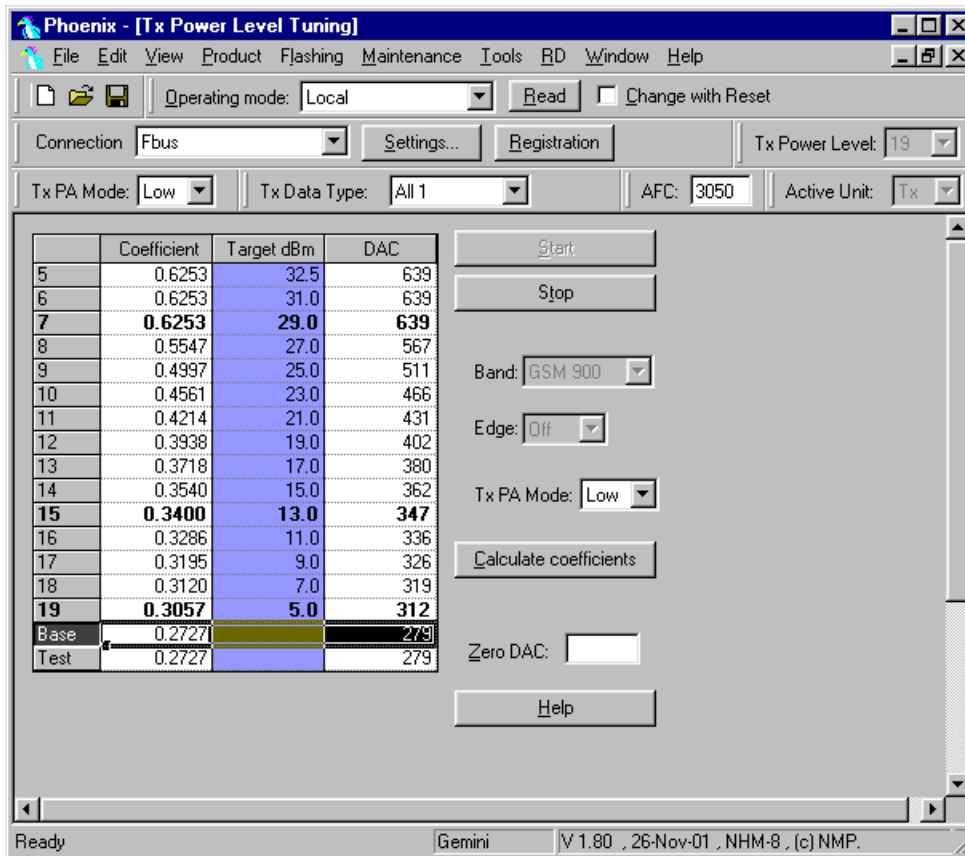 Phoenix - [Tx Power Level Tuning]
File Edit View Product Flashing Maintenance Tools RD Window Help
Operating mode: Local Read Change with Reset
Connection Fbus Settings... Registration Tx Power Level: 19
Tx PA Mode: Low Tx Data Type: All 1 AFC: 3050 Active Unit: Tx
Coefficient Target dBm DAC
5 0.6253 32.5 639
6 0.6253 31.0 639
7 0.6253 29.0 639
8 0.5547 27.0 567
9 0.4997 25.0 511
10 0.4561 23.0 466
11 0.4214 21.0 431
12 0.3938 19.0 402
13 0.3718 17.0 380
14 0.3540 15.0 362
15 0.3400 13.0 347
16 0.3286 11.0 336
17 0.3195 9.0 326
18 0.3120 7.0 319
19 0.3057 5.0 312
Base 0.2727 279
Test 0.2727 279
Start
Stop
Band: GSM 900
Edge: Off
Tx PA Mode: Low
Calculate coefficients
Zero DAC:
Help
Ready Gemini V 1.80 , 26-Nov-01 , NHM-8 , (c) NMP.